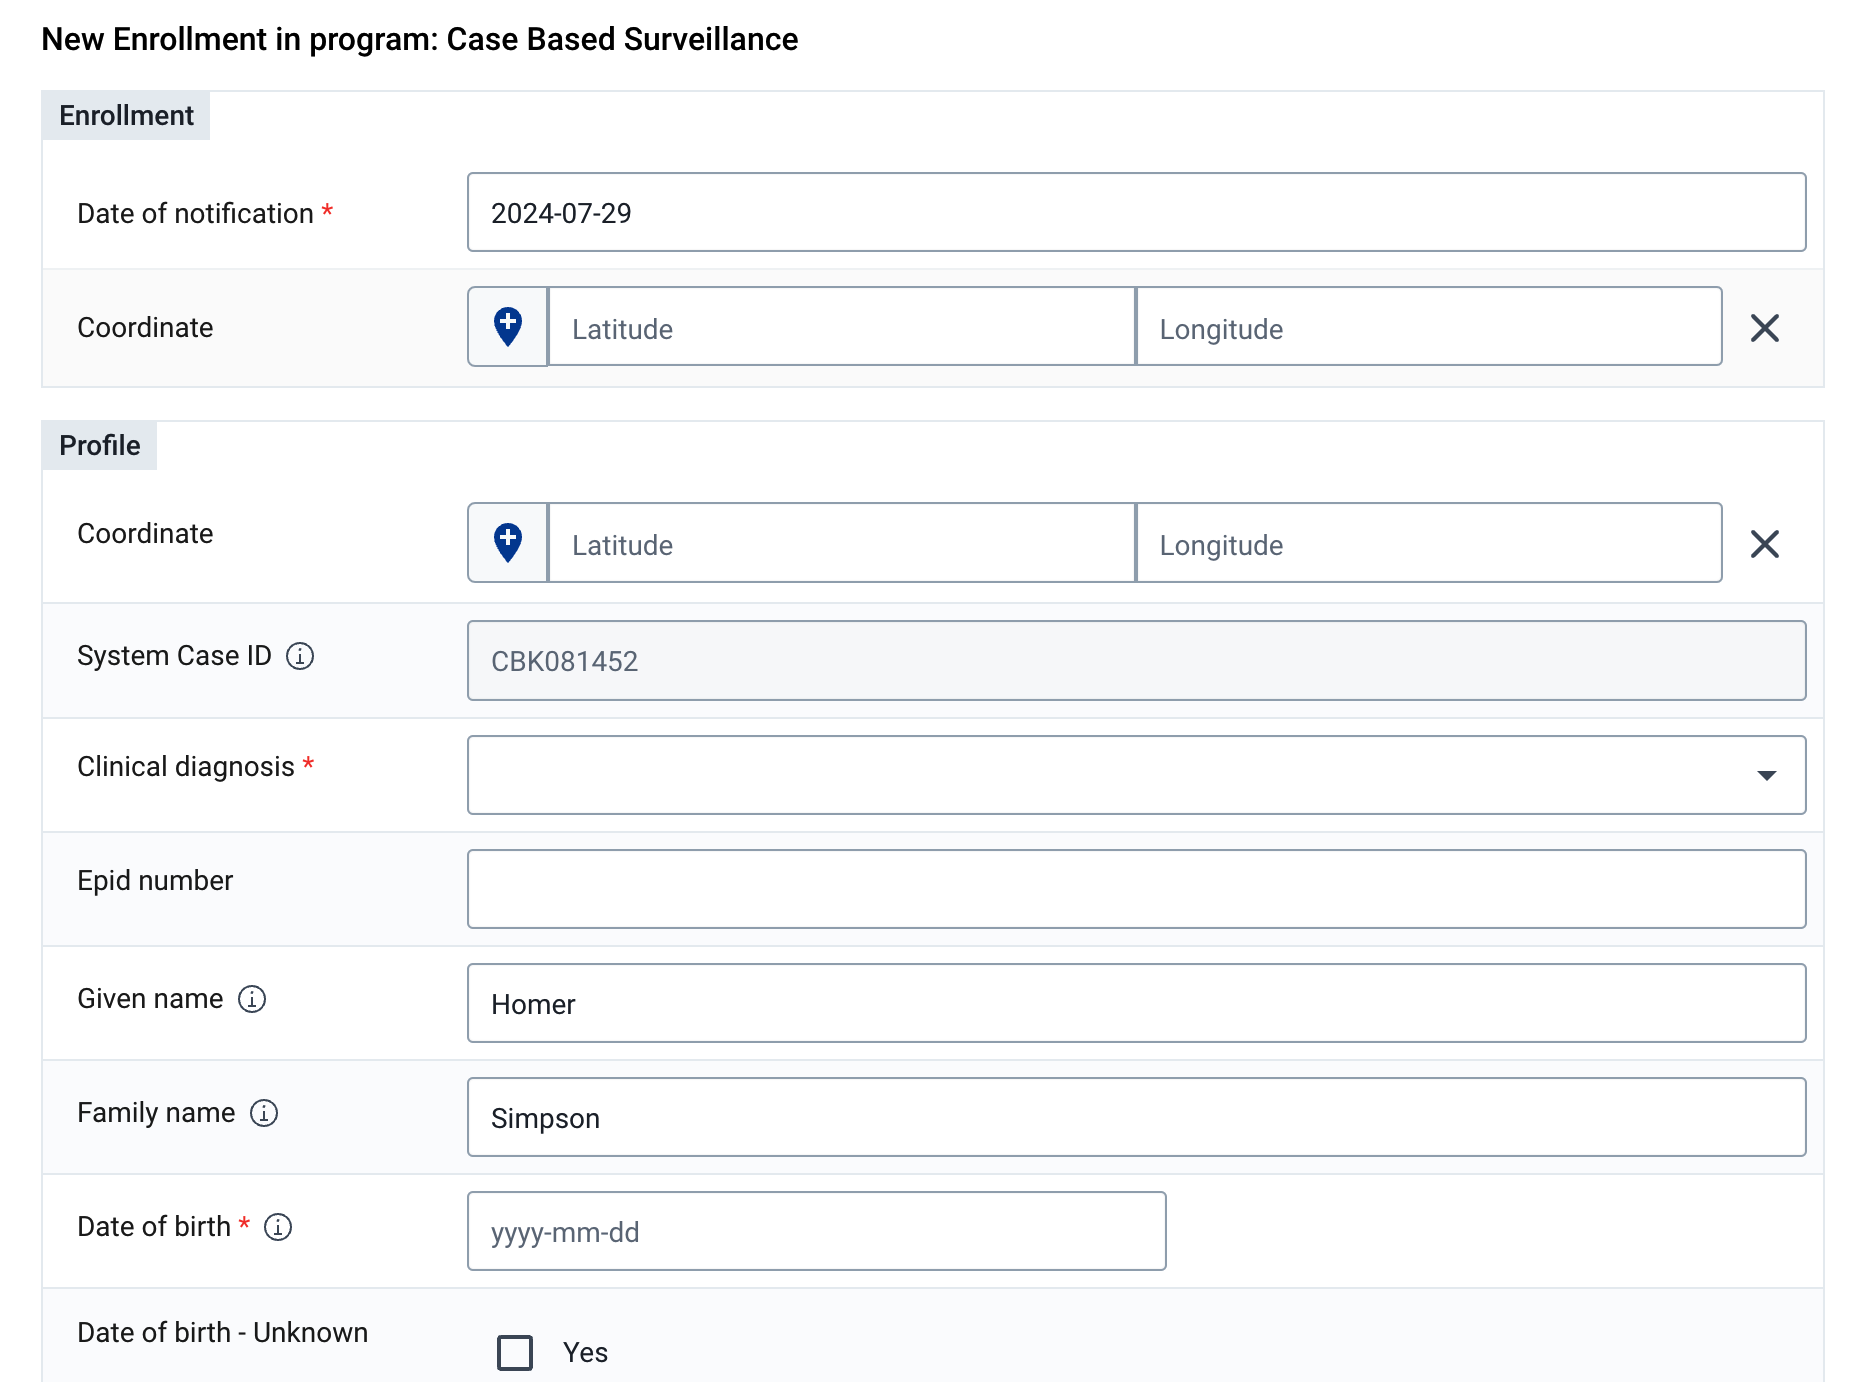 New Enrollment in program: Case Based Surveillance
Enrollment
Date of notification * 2024-07-29
Coordinate Latitude Longitude
Profile
Coordinate Latitude Longitude
System Case ID CBK081452
Clinical diagnosis *
Epid number
Given name Homer
Family name Simpson
Date of birth * yyyy-mm-dd
Date of birth - Unknown Yes